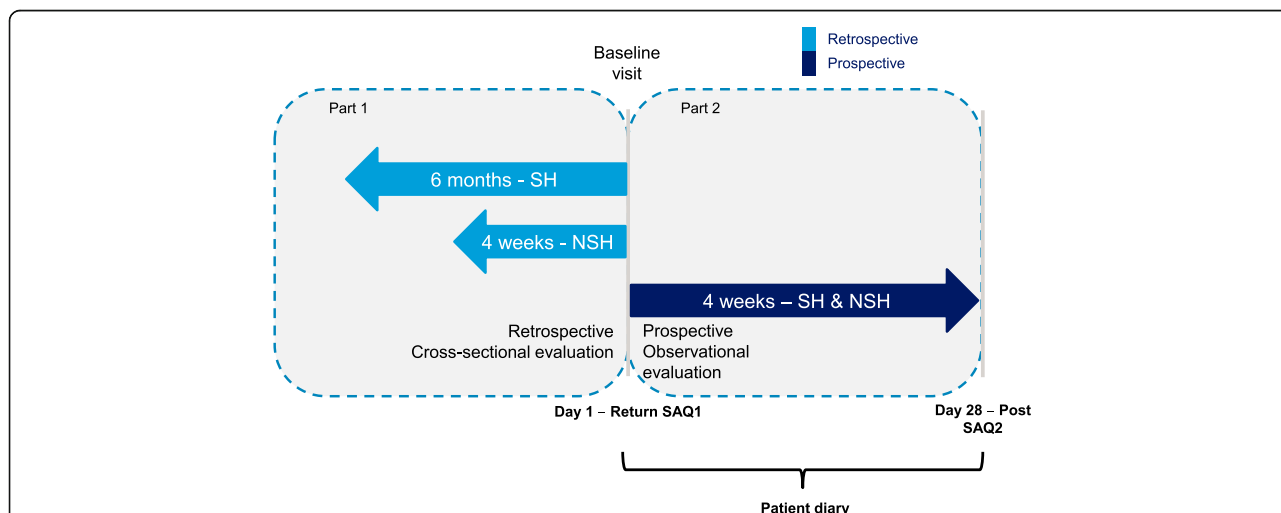 Retrospective
Prospective
Baseline
visit
Part 1
Part 2
6 months - SH
4 weeks - NSH
4 weeks – SH & NSH
Retrospective
Cross-sectional evaluation
Prospective
Observational
evaluation
Day 1 – Return SAQ1
Day 28 – Post
SAQ2
Patient diary